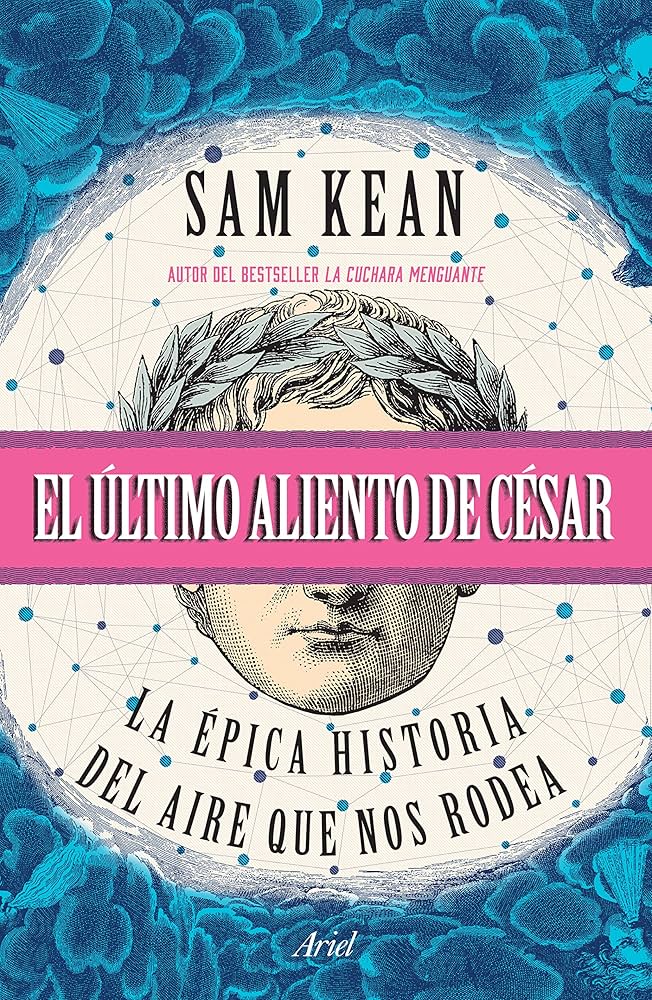 SAM KEAN
AUTOR DEL BESTSELLER LA CUCHARA MENGUANTE
EL ÚLTIMO ALIENTO DE CÉSAR
LA ÉPICA HISTORIA
DEL AIRE QUE NOS RODEA
Ariel